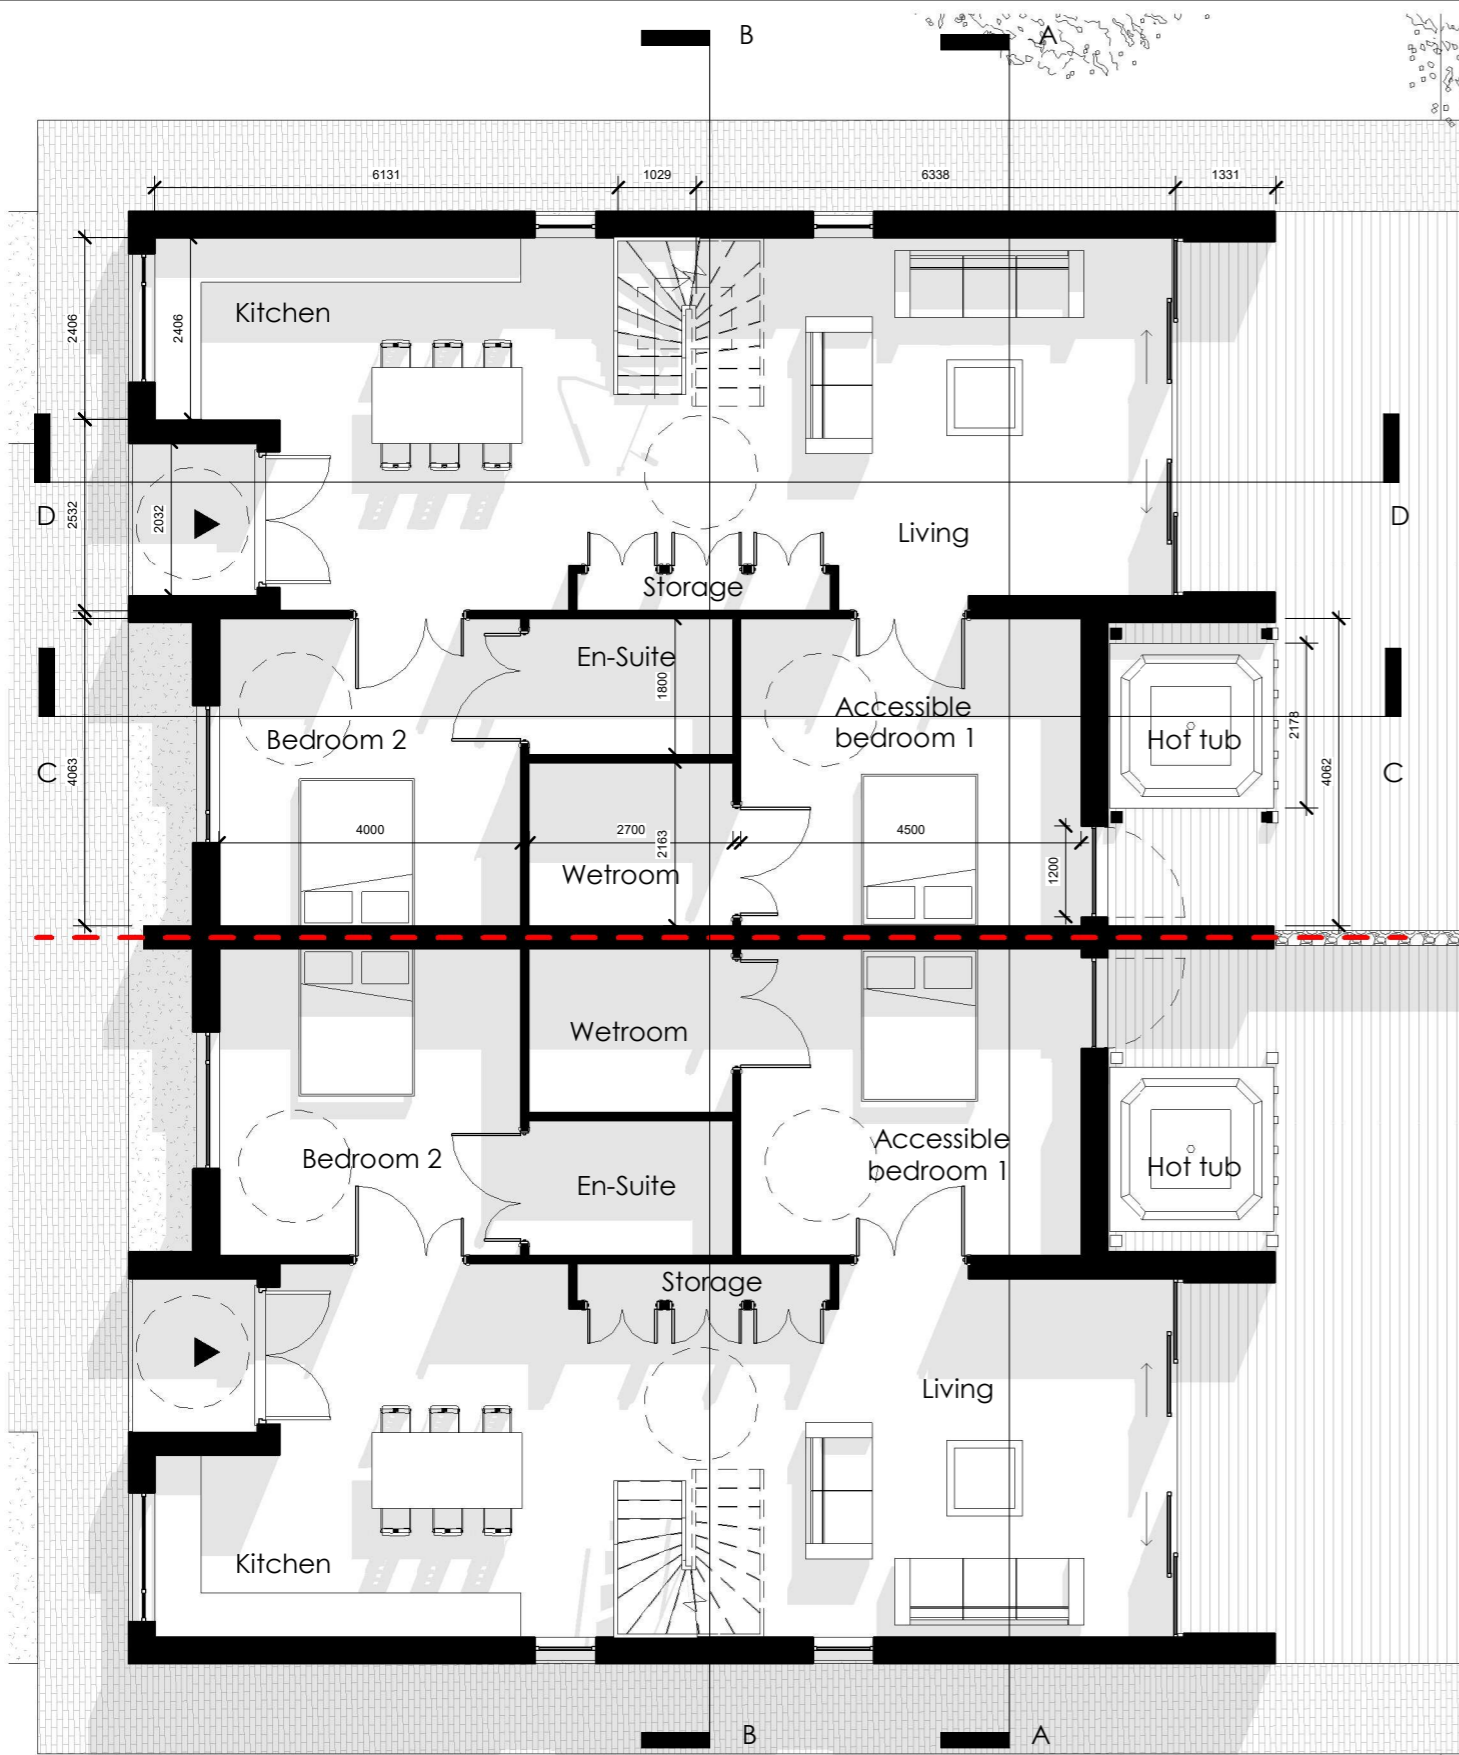 B
A
6131
1029
6338
1331
2406
2406
Kitchen
D
2532
2032
D
Living
Storage
En-Suite
1800
Accessible
bedroom 1
Bedroom 2
Hot tub
2178
C
4063
4062
C
4000
2700
2163
4500
1200
Wetroom
Wetroom
Bedroom 2
En-Suite
Accessible
bedroom 1
Hot tub
Storage
Living
Kitchen
B
A